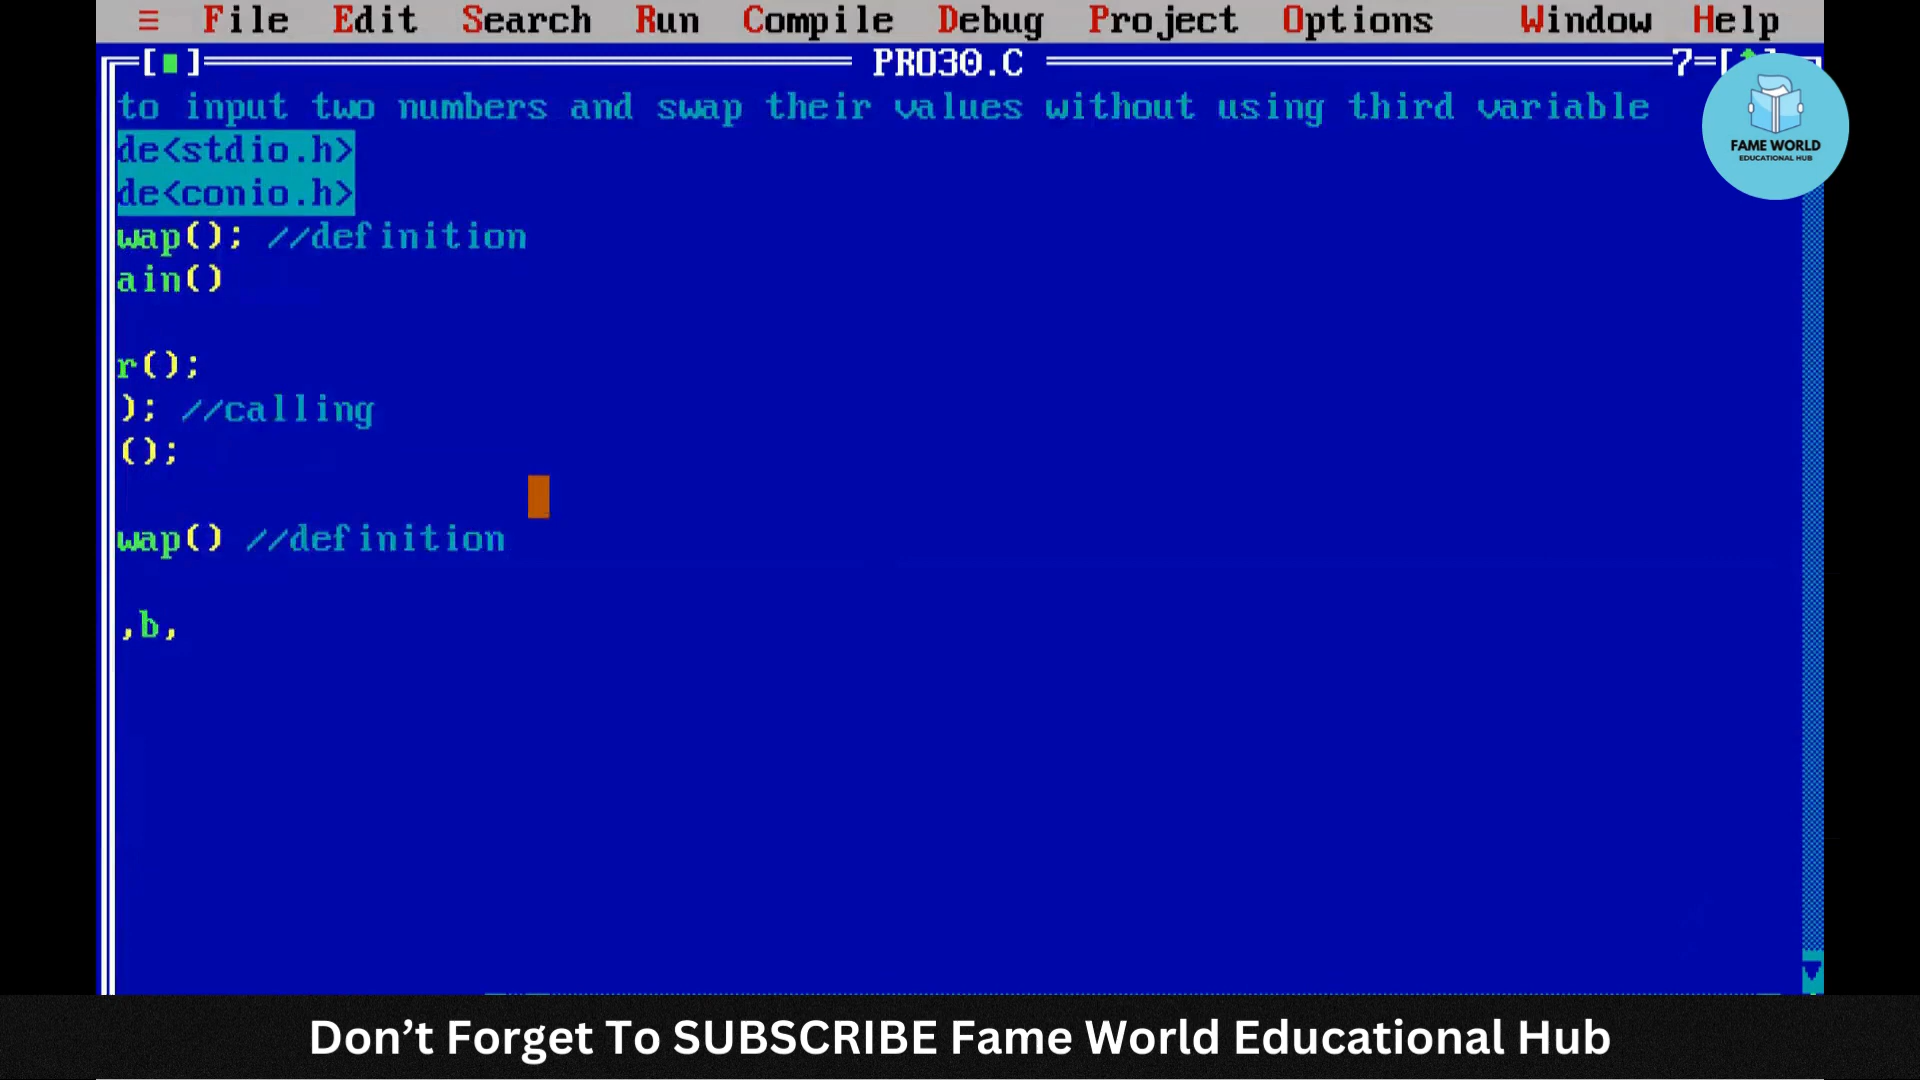 ≡ File Edit Search Run Compile Debug Project Options Window Help
[■] PRO30.C 7=[↑]
to input two numbers and swap their values without using third variable
de<stdio.h>
de<conio.h>
wap(); //definition
ain()
r();
); //calling
();
wap() //definition
,b,
FAME WORLD
EDUCATIONAL HUB
Don’t Forget To SUBSCRIBE Fame World Educational Hub